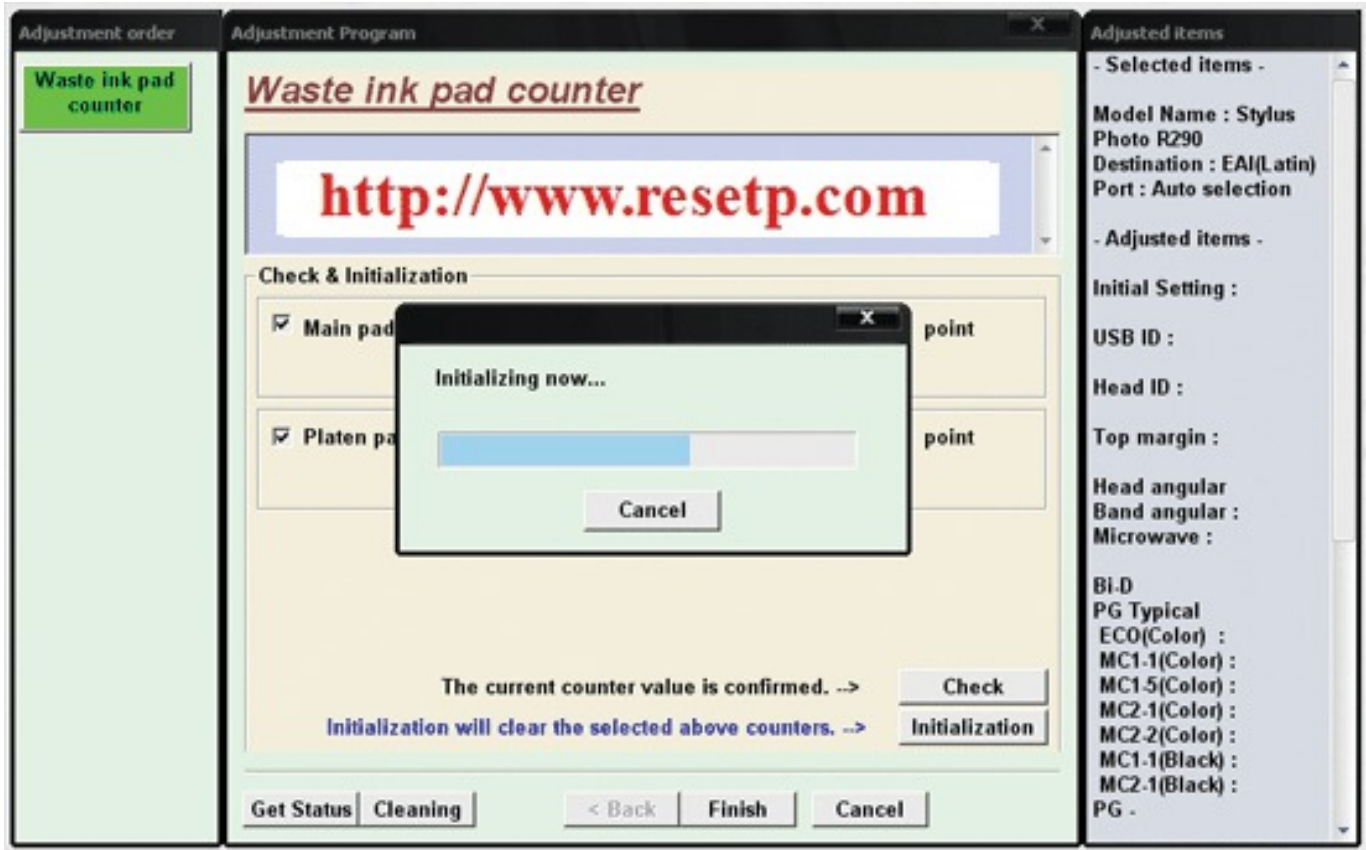 Adjustment order
Waste ink pad
counter
Adjustment Program
X
Waste ink pad counter
http://www.resetp.com
Check & Initialization
Main pad
point
Platen pa
point
X
Initializing now...
Cancel
The current counter value is confirmed. -->
Check
Initialization will clear the selected above counters. -->
Initialization
Get Status
Cleaning
< Back
Finish
Cancel
Adjusted items
- Selected items -
Model Name : Stylus
Photo R290
Destination : EAI(Latin)
Port : Auto selection
- Adjusted items -
Initial Setting :
USB ID :
Head ID :
Top margin :
Head angular
Band angular :
Microwave :
Bi-D
PG Typical
ECO(Color) :
MC1-1(Color) :
MC1-5(Color) :
MC2-1(Color) :
MC2-2(Color) :
MC1-1(Black) :
MC2-1(Black) :
PG -